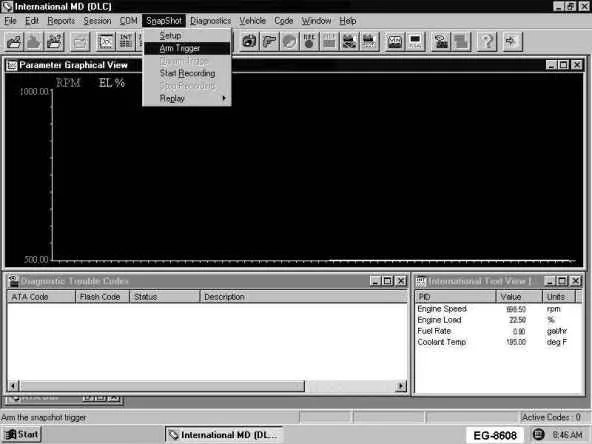 International MD (DLC)
File Edit Reports Session COM SnapShot Diagnostics Vehicle Code Window Help
Setup
Arm Trigger
Disarm Trigger
Start Recording
Stop Recording
Replay
Parameter Graphical View
RPM EL %
1000.00
500.00
Diagnostic Trouble Codes
ATA Code Flash Code Status Description
International Text View
PID Value Units
Engine Speed 696.50 rpm
Engine Load 22.50 %
Fuel Rate 0.90 gal/hr
Coolant Temp 195.00 deg F
Arm the snapshot trigger
Active Codes : 0
Start
International MD (DL...
EG-8608
8:46 AM